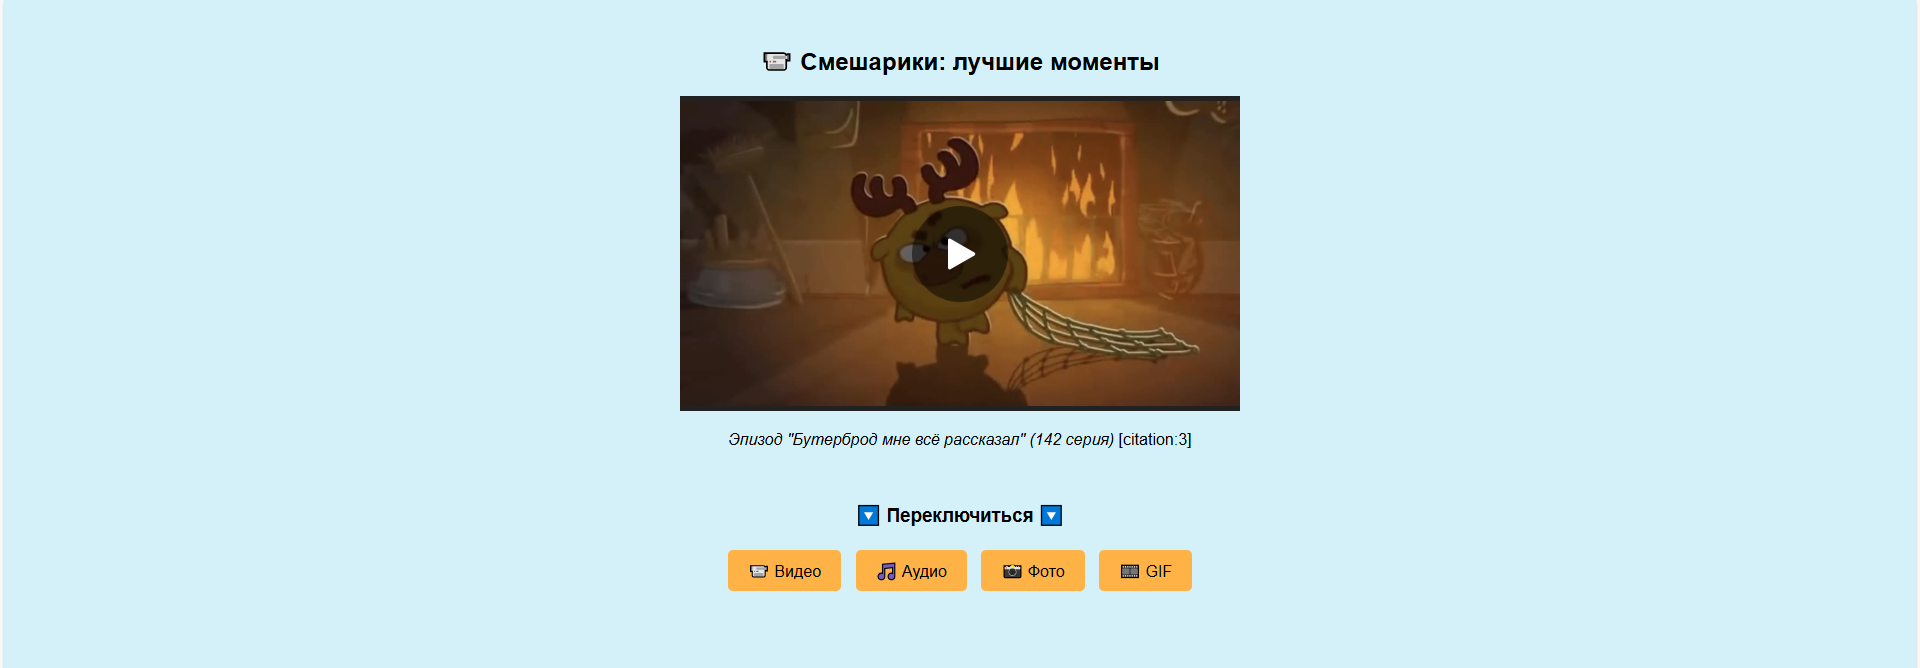 Смешарики: лучшие моменты
Эпизод "Бутерброд мне всё рассказал" (142 серия) [citation:3]
Переключиться
Видео
Аудио
Фото
GIF